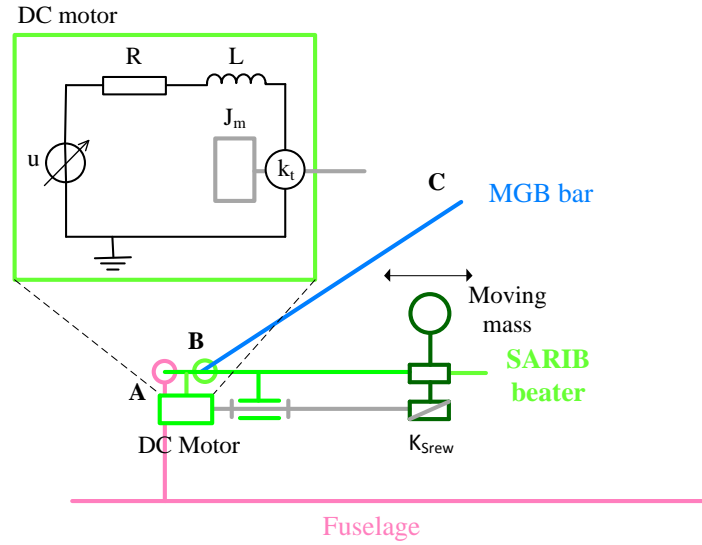 DC motor
R
L
J_m
u
k_t
C
MGB bar
Moving
mass
B
SARIB
beater
A
DC Motor
K_Srew
Fuselage